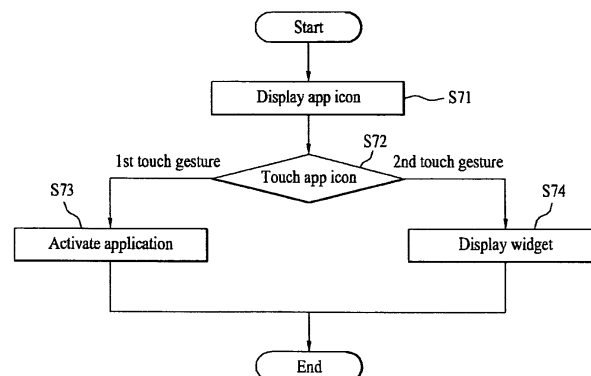 Start
Display app icon
S71
S72
1st touch gesture
2nd touch gesture
Touch app icon
S73
S74
Activate application
Display widget
End